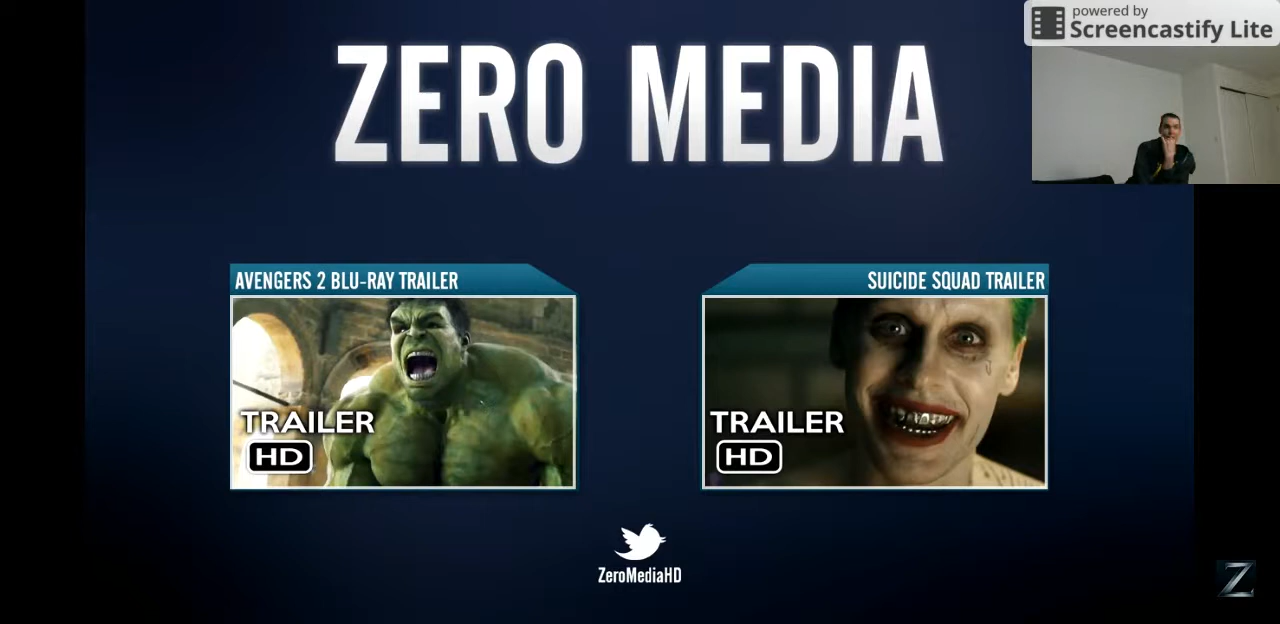 powered by
Screencastify Lite
ZERO MEDIA
AVENGERS 2 BLU-RAY TRAILER
SUICIDE SQUAD TRAILER
TRAILER
HD
TRAILER
HD
ZeroMediaHD
Z